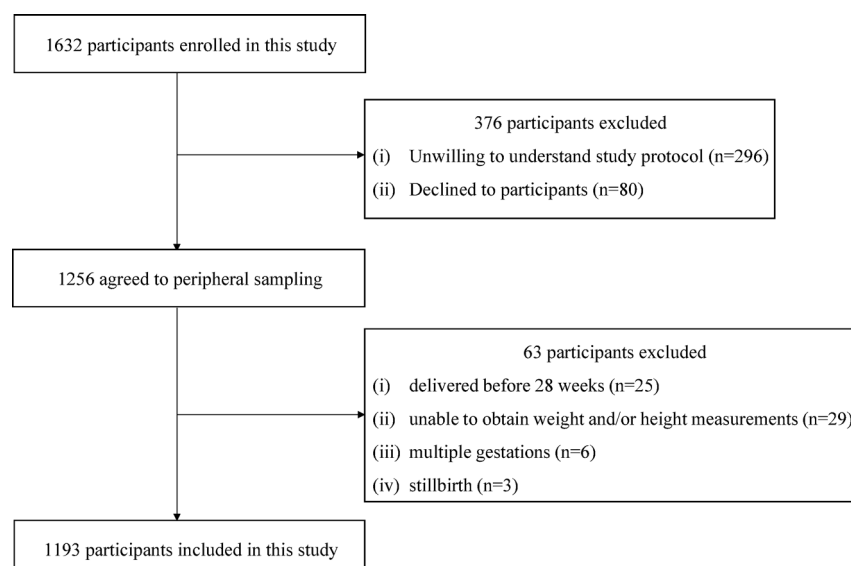 1632 participants enrolled in this study
376 participants excluded
(i) Unwilling to understand study protocol (n=296)
(ii) Declined to participants (n=80)
1256 agreed to peripheral sampling
63 participants excluded
(i) delivered before 28 weeks (n=25)
(ii) unable to obtain weight and/or height measurements (n=29)
(iii) multiple gestations (n=6)
(iv) stillbirth (n=3)
1193 participants included in this study